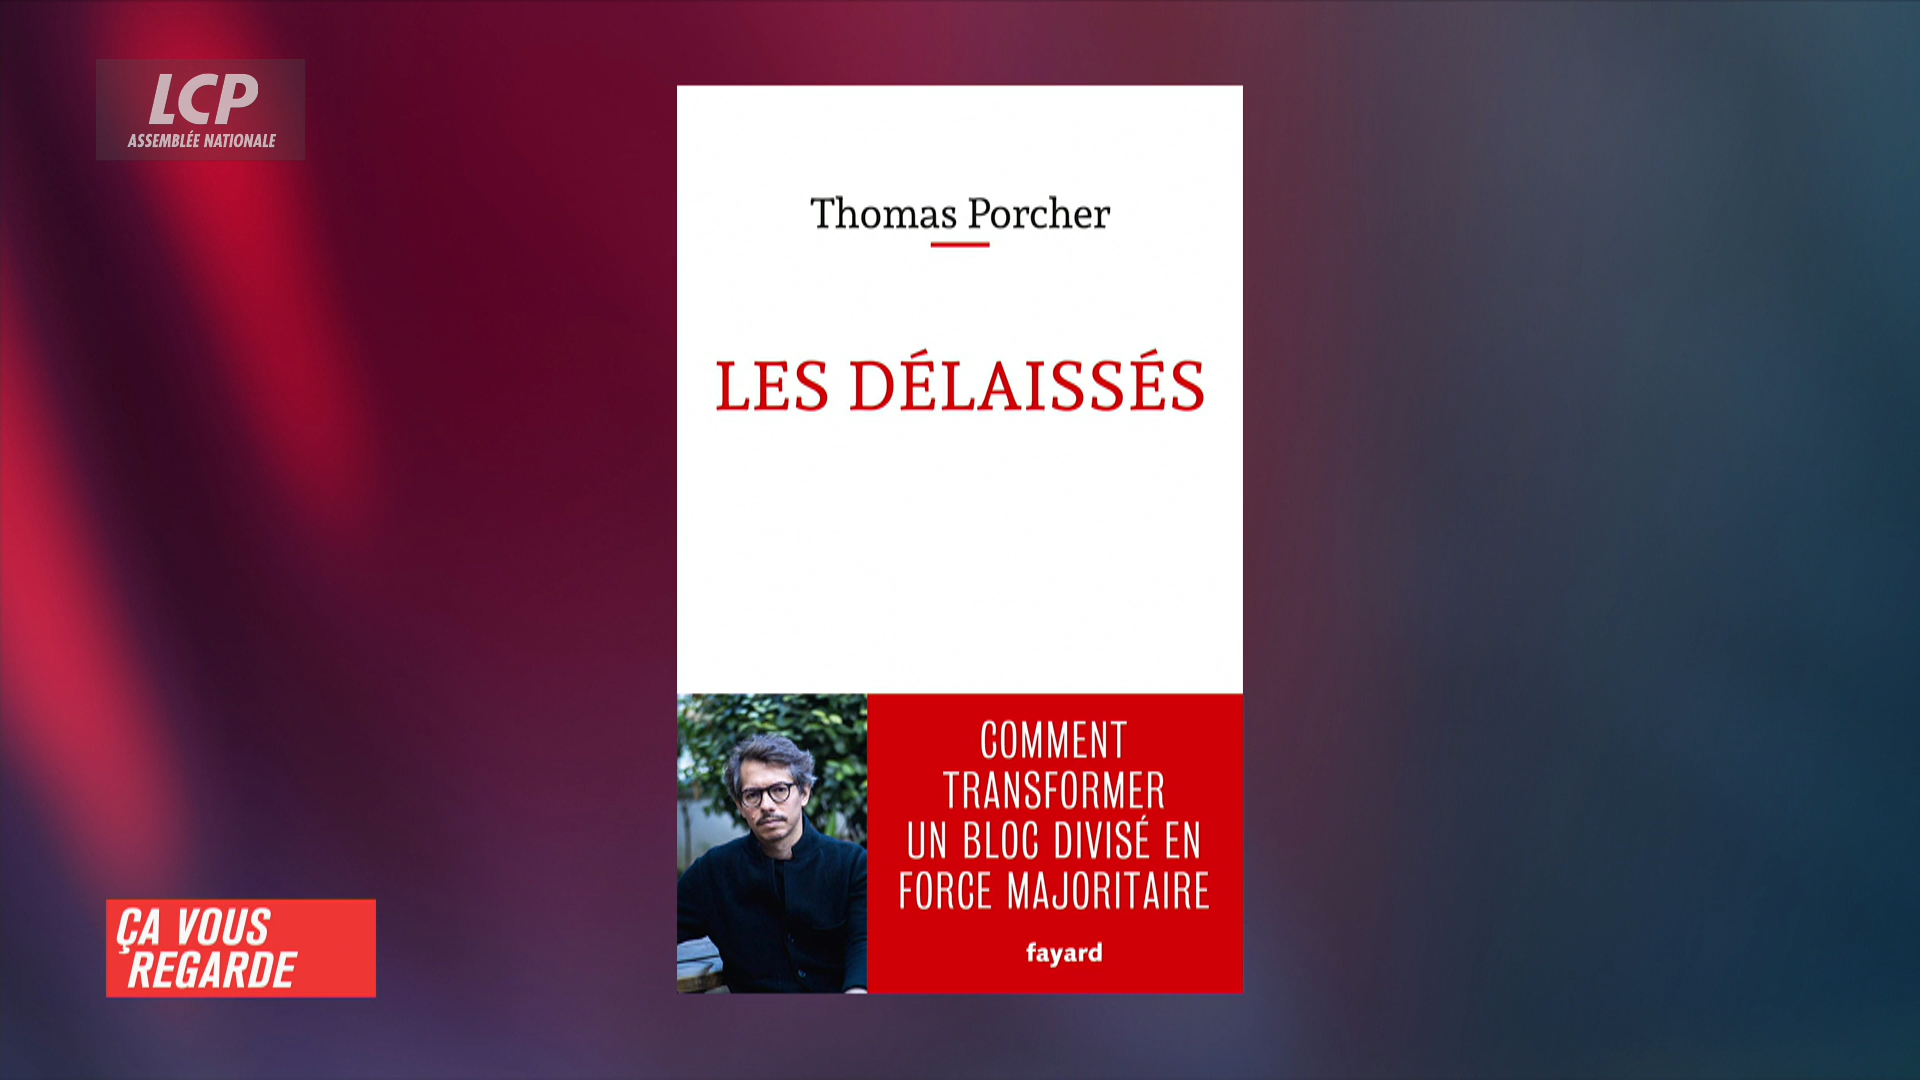 LCP
ASSEMBLÉE NATIONALE
Thomas Porcher
LES DÉLAISSÉS
COMMENT
TRANSFORMER
UN BLOC DIVISÉ EN
FORCE MAJORITAIRE
fayard
ÇA VOUS
REGARDE